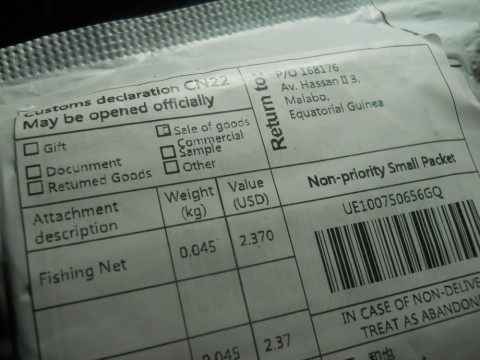 Customs declaration CN22
May be opened officially
Gift
Sale of goods
Commercial
Sample
Docunment
Retumed Goods
Other
Return to:
P/O 168176
Av. Hassan II 3,
Malabo,
Equatorial Guinea
Attachment
description
Weight
(kg)
Value
(USD)
Non-priority Small Packet
Fishing Net
0.045
2.370
UE100750656GQ
IN CASE OF NON-DELIVE
TREAT AS ABANDON
0.045
2.37